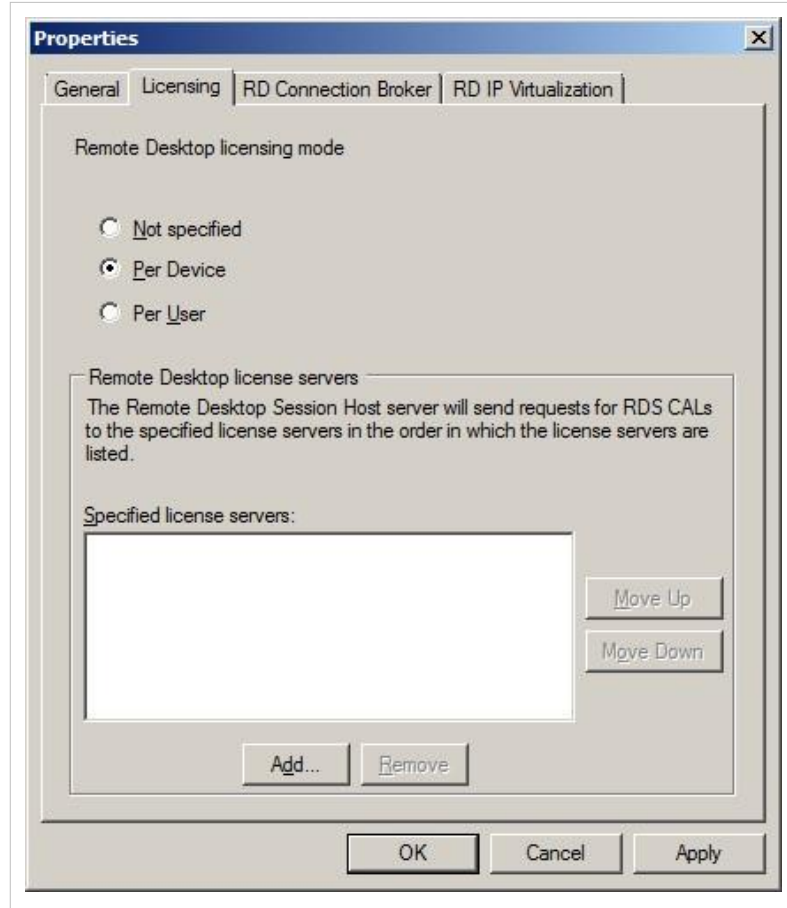 Properties
General Licensing RD Connection Broker RD IP Virtualization
Remote Desktop licensing mode
Not specified
Per Device
Per User
Remote Desktop license servers
The Remote Desktop Session Host server will send requests for RDS CALs
to the specified license servers in the order in which the license servers are
listed.
Specified license servers:
Move Up
Move Down
Add... Remove
OK Cancel Apply